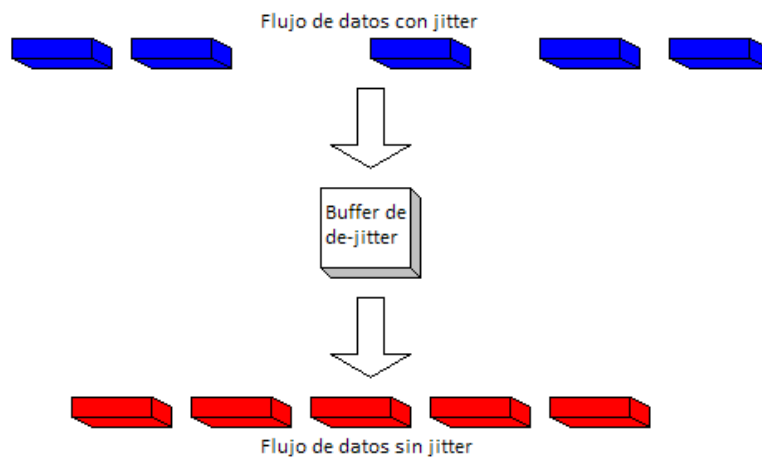 Flujo de datos con jitter
Buffer de
de-jitter
Flujo de datos sin jitter